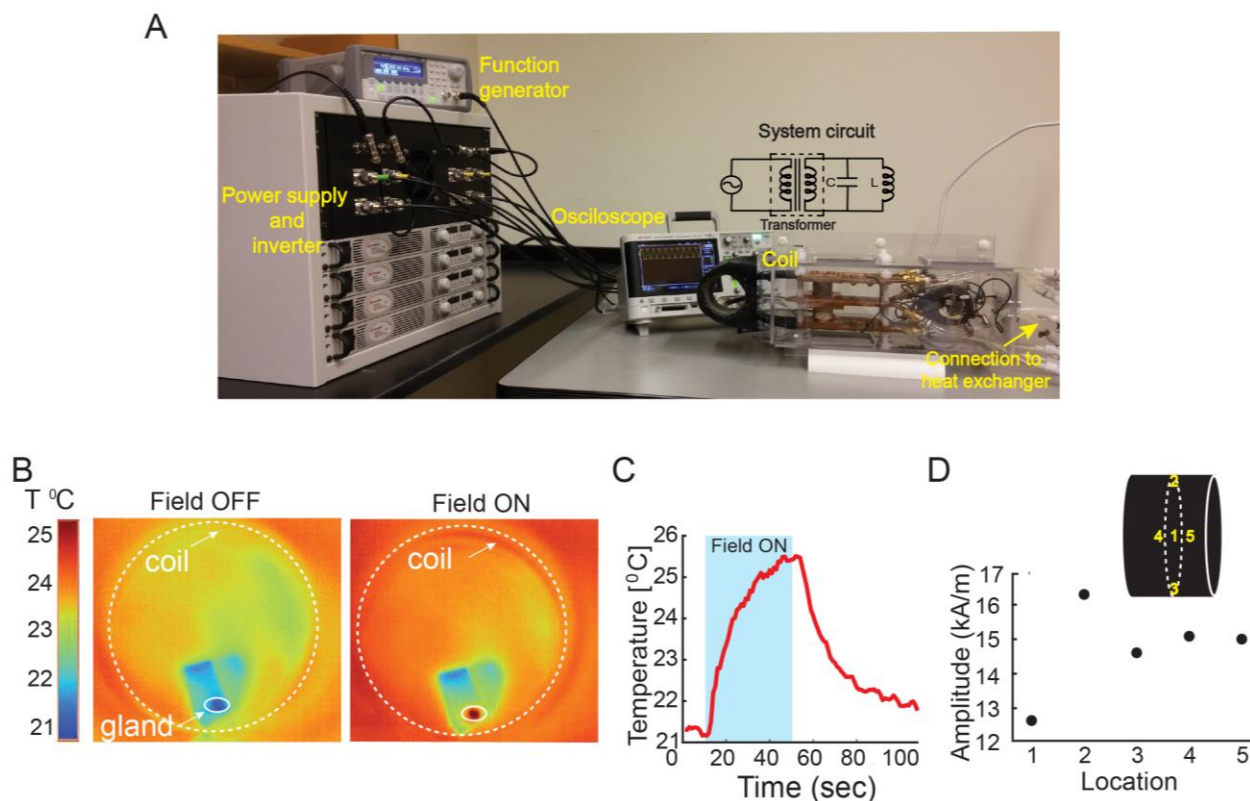 A
Function
generator
System circuit
C
L
Transformer
Power supply
and
inverter
Osciloscope
Coil
Connection to
heat exchanger
B
T ⁰C
Field OFF
Field ON
25
24
23
22
21
coil
gland
coil
C
Field ON
Temperature [⁰C]
26
25
24
23
22
21
0
20
40
60
80
100
Time (sec)
D
2
4 1 5
3
Amplitude (kA/m)
17
16
15
14
13
12
1
2
3
4
5
Location